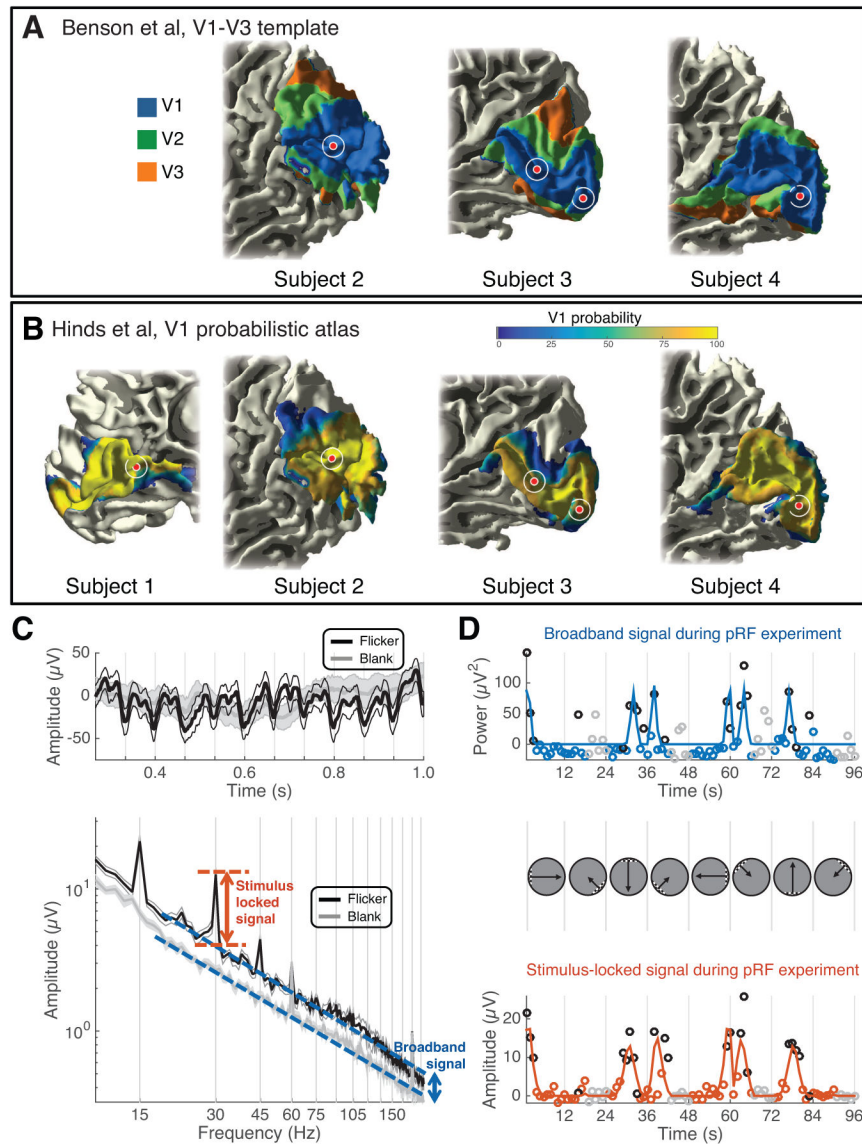 A Benson et al, V1-V3 template
V1
V2
V3
Subject 2
Subject 3
Subject 4
B Hinds et al, V1 probabilistic atlas
V1 probability
0 25 50 75 100
Subject 1
Subject 2
Subject 3
Subject 4
C
Flicker
Blank
Amplitude (µV)
50
0
-50
0.4 0.6 0.8 1.0
Time (s)
Amplitude (µV)
10¹
10⁰
Stimulus
locked
signal
Flicker
Blank
Broadband
signal
15 30 45 60 75 105 150
Frequency (Hz)
D
Broadband signal during pRF experiment
Power (µV²)
100
50
0
12 24 36 48 60 72 84 96
Time (s)
Stimulus-locked signal during pRF experiment
Amplitude (µV)
20
10
0
12 24 36 48 60 72 84 96
Time (s)